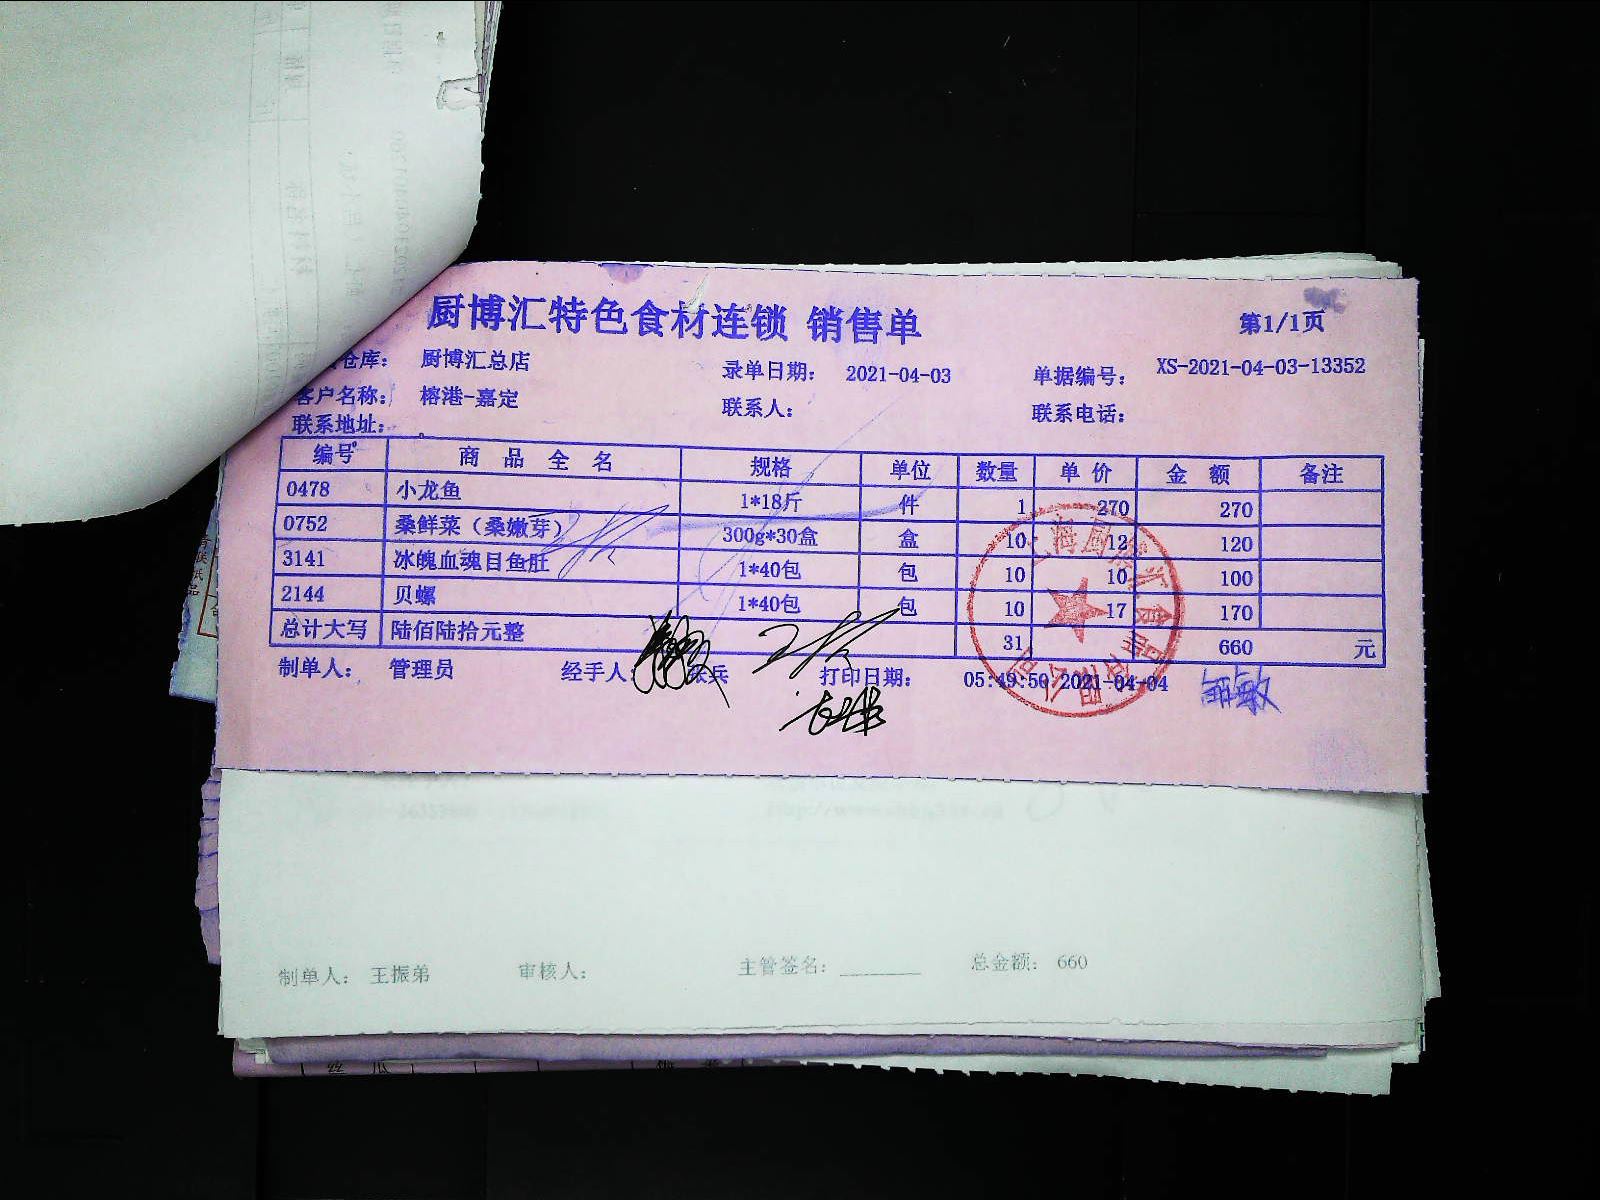 厨博汇特色食材连锁 销售单
第1/1页
仓库： 厨博汇总店
录单日期： 2021-04-03
单据编号： XS-2021-04-03-13352
客户名称： 榕港-嘉定
联系人：
联系电话：
联系地址：
编号 商 品 全 名 规格 单位 数量 单 价 金 额 备注
0478 小龙鱼 1*18斤 件 1 270 270
0752 桑鲜菜（桑嫩芽） 300g*30盒 盒 10 12 120
3141 冰魄血魂目鱼肚 1*40包 包 10 10 100
2144 贝螺 1*40包 包 10 17 170
总计大写 陆佰陆拾元整 31 660 元
制单人： 管理员 经手人： 兵 打印日期： 05:49:50 2021-04-04
制单人： 王振弟 审核人： 主管签名： 总金额： 660